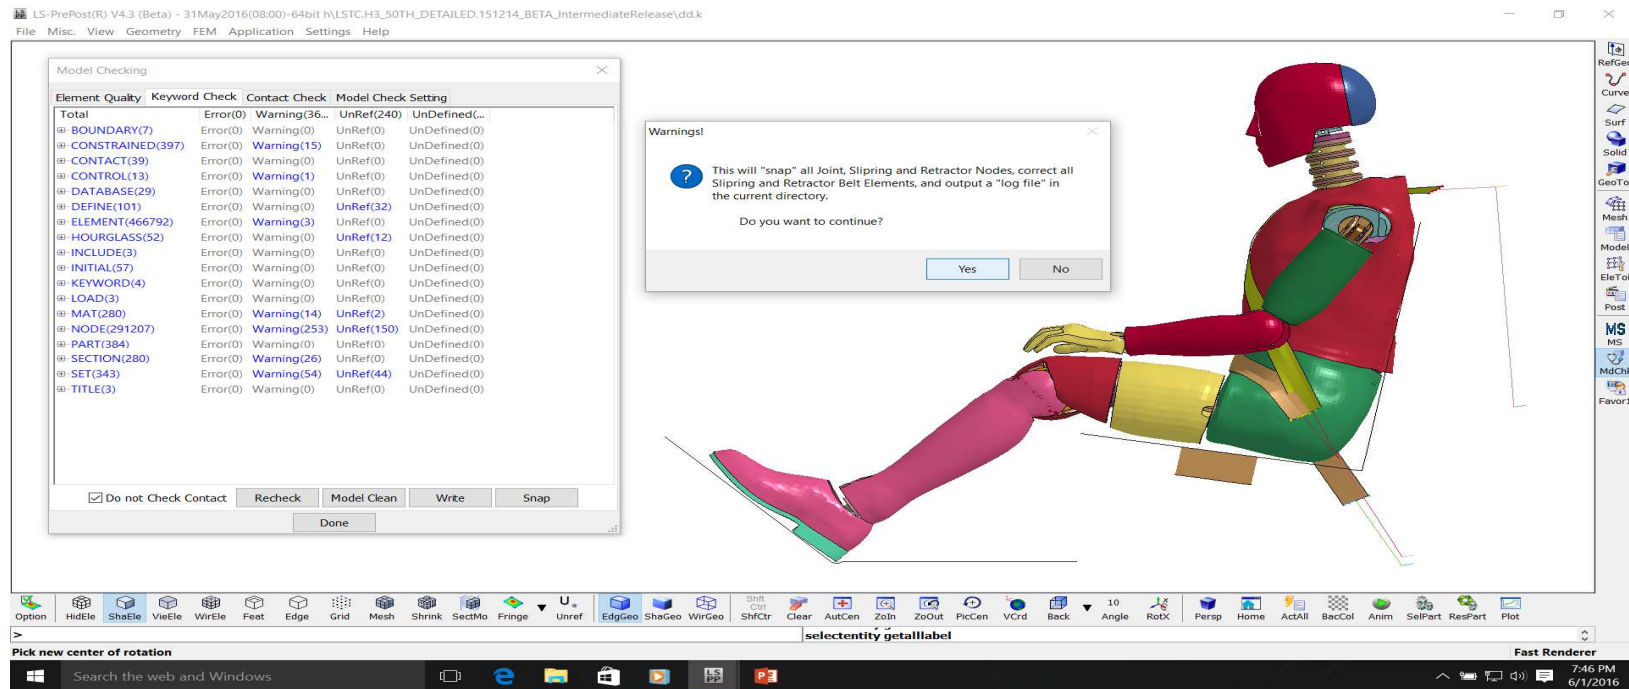 LS-PrePost(R) V4.3 (Beta) - 31May2016(08:00)-64bit h\LSTC.H3_50TH_DETAILED.151214_BETA_IntermediateRelease\dd.k
File Misc. View Geometry FEM Application Settings Help
Model Checking
Element Quality Keyword Check Contact Check Model Check Setting
Total Error(0) Warning(36... UnRef(240) UnDefined(...
BOUNDARY(7) Error(0) Warning(0) UnRef(0) UnDefined(0)
CONSTRAINED(397) Error(0) Warning(15) UnRef(0) UnDefined(0)
CONTACT(39) Error(0) Warning(0) UnRef(0) UnDefined(0)
CONTROL(13) Error(0) Warning(1) UnRef(0) UnDefined(0)
DATABASE(29) Error(0) Warning(0) UnRef(0) UnDefined(0)
DEFINE(101) Error(0) Warning(0) UnRef(32) UnDefined(0)
ELEMENT(466792) Error(0) Warning(3) UnRef(0) UnDefined(0)
HOURGLASS(52) Error(0) Warning(0) UnRef(12) UnDefined(0)
INCLUDE(3) Error(0) Warning(0) UnRef(0) UnDefined(0)
INITIAL(57) Error(0) Warning(0) UnRef(0) UnDefined(0)
KEYWORD(4) Error(0) Warning(0) UnRef(0) UnDefined(0)
LOAD(3) Error(0) Warning(0) UnRef(0) UnDefined(0)
MAT(280) Error(0) Warning(14) UnRef(2) UnDefined(0)
NODE(291207) Error(0) Warning(253) UnRef(150) UnDefined(0)
PART(384) Error(0) Warning(0) UnRef(0) UnDefined(0)
SECTION(280) Error(0) Warning(26) UnRef(0) UnDefined(0)
SET(343) Error(0) Warning(54) UnRef(44) UnDefined(0)
TITLE(3) Error(0) Warning(0) UnRef(0) UnDefined(0)
Do not Check Contact Recheck Model Clean Write Snap
Done
Warnings!
This will "snap" all Joint, Slipring and Retractor Nodes, correct all
Slipring and Retractor Belt Elements, and output a "log file" in
the current directory.
Do you want to continue?
Yes No
RefGeo
Curve
Surf
Solid
GeoTo
Mesh
Model
EleTol
Post
MS
MS
MdChk
Favor1
Option HidEle ShaEle VieEle WirEle Feat Edge Grid Mesh Shrink SectMo Fringe Unref EdgGeo ShaGeo WirGeo ShfCtr Clear AutCen ZoIn ZoOut PicCen VCrd Back 10 Angle RotX Persp Home ActAll BacCol Anim SelPart ResPart Plot
Shft
Ctrl
>
selectentity getalllabel
Pick new center of rotation
Fast Renderer
Search the web and Windows
7:46 PM
6/1/2016